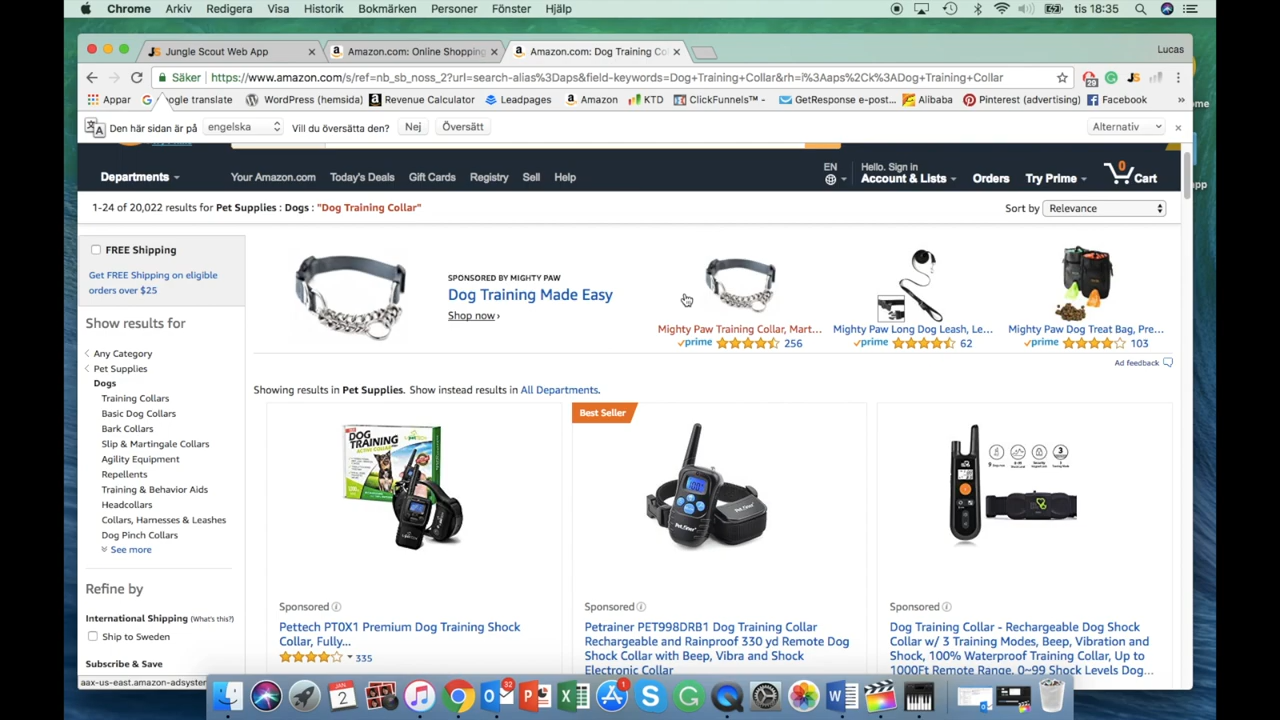 Chrome Arkiv Redigera Visa Historik Bokmärken Personer Fönster Hjälp tis 18:35
Jungle Scout Web App Amazon.com: Online Shopping Amazon.com: Dog Training Co Lucas
Säker https://www.amazon.com/s/ref=nb_sb_noss_2?url=search-alias%3Daps&field-keywords=Dog+Training+Collar&rh=i%3Aaps%2Ck%3ADog+Training+Collar
Appar ogle translate WordPress (hemsida) Revenue Calculator Leadpages Amazon KTD ClickFunnels™ - GetResponse e-post... Alibaba Pinterest (advertising) Facebook »
Den här sidan är på engelska Vill du översätta den? Nej Översätt Alternativ
Departments Your Amazon.com Today's Deals Gift Cards Registry Sell Help EN Hello. Sign in Account & Lists Orders Try Prime 0 Cart
1-24 of 20,022 results for Pet Supplies : Dogs : "Dog Training Collar" Sort by Relevance
FREE Shipping
Get FREE Shipping on eligible
orders over $25
Show results for
Any Category
Pet Supplies
Dogs
Training Collars
Basic Dog Collars
Bark Collars
Slip & Martingale Collars
Agility Equipment
Repellents
Training & Behavior Aids
Headcollars
Collars, Harnesses & Leashes
Dog Pinch Collars
See more
Refine by
International Shipping (What's this?)
Ship to Sweden
Subscribe & Save
aax-us-east.amazon-adsystem
SPONSORED BY MIGHTY PAW
Dog Training Made Easy
Shop now ›
Mighty Paw Training Collar, Mart...
prime 256
Mighty Paw Long Dog Leash, Le...
prime 62
Mighty Paw Dog Treat Bag, Pre...
prime 103
Ad feedback
Showing results in Pet Supplies. Show instead results in All Departments.
DOG TRAINING
Sponsored
Pettech PT0X1 Premium Dog Training Shock
Collar, Fully...
335
Best Seller
Sponsored
Petrainer PET998DRB1 Dog Training Collar
Rechargeable and Rainproof 330 yd Remote Dog
Shock Collar with Beep, Vibra and Shock
Electronic Collar
Sponsored
Dog Training Collar - Rechargeable Dog Shock
Collar w/ 3 Training Modes, Beep, Vibration and
Shock, 100% Waterproof Training Collar, Up to
1000Ft Remote Range, 0~99 Shock Levels Dog...